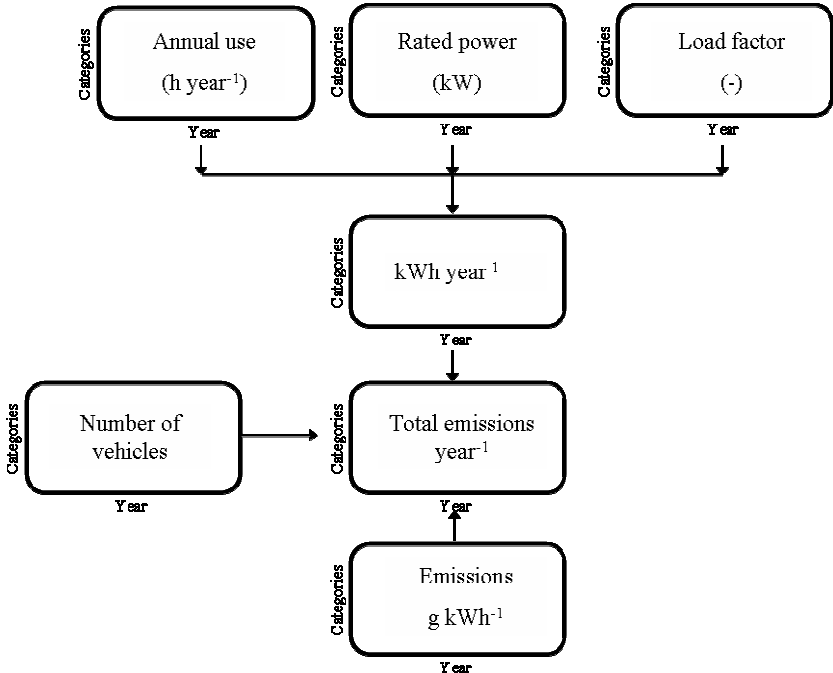 Categories
Annual use
(h year⁻¹)
Year
Categories
Rated power
(kW)
Year
Categories
Load factor
(-)
Year
Categories
kWh year ¹
Year
Categories
Number of
vehicles
Year
Categories
Total emissions
year⁻¹
Year
Categories
Emissions
g kWh⁻¹
Year